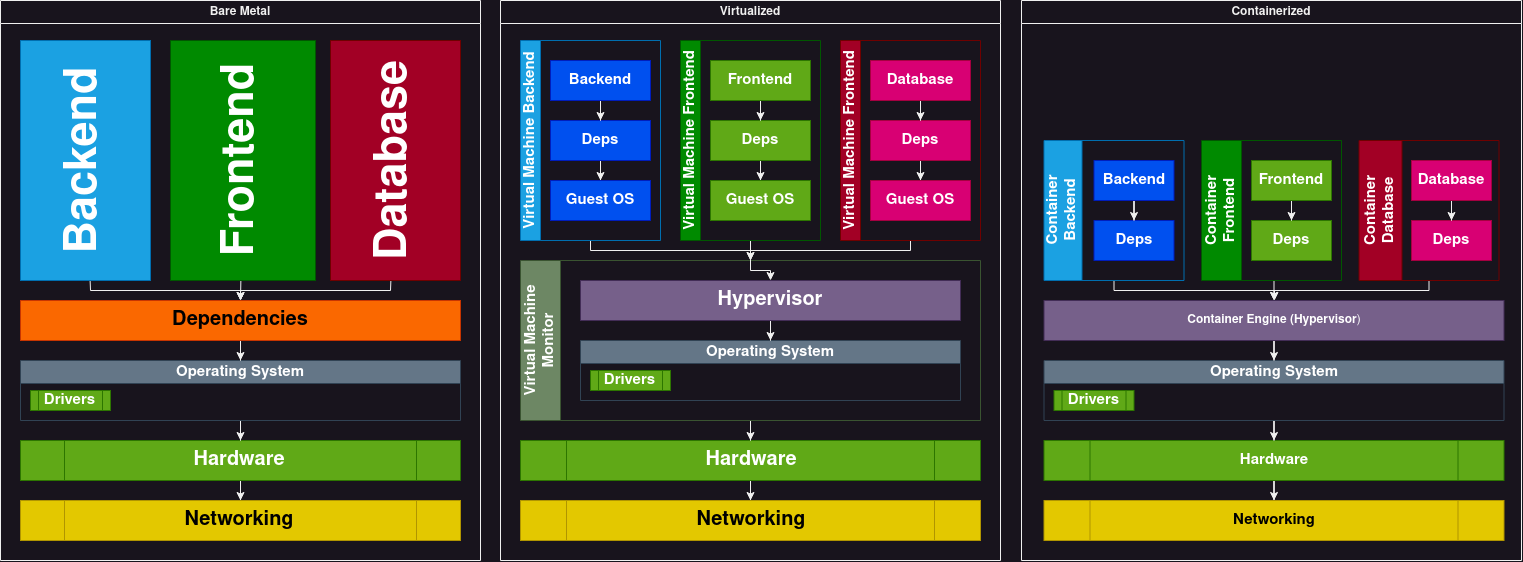 Bare Metal
Backend
Frontend
Database
Dependencies
Operating System
Drivers
Hardware
Networking
Virtualized
Virtual Machine Backend
Backend
Deps
Guest OS
Virtual Machine Frontend
Frontend
Deps
Guest OS
Virtual Machine Frontend
Database
Deps
Guest OS
Virtual Machine
Monitor
Hypervisor
Operating System
Drivers
Hardware
Networking
Containerized
Container
Backend
Backend
Deps
Container
Frontend
Frontend
Deps
Container
Database
Database
Deps
Container Engine (Hypervisor)
Operating System
Drivers
Hardware
Networking